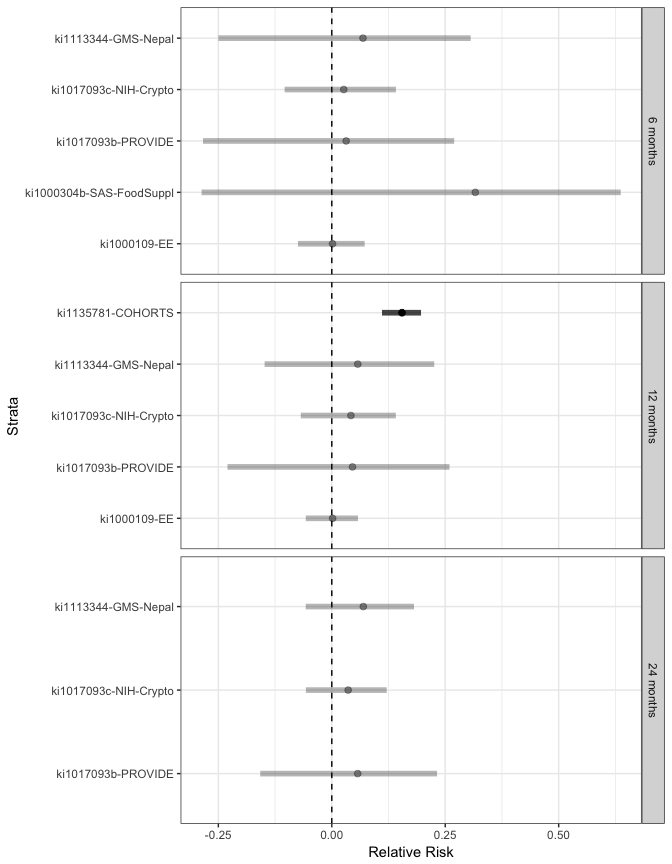 ki1113344-GMS-Nepal
ki1017093c-NIH-Crypto
ki1017093b-PROVIDE
ki1000304b-SAS-FoodSuppl
ki1000109-EE
6 months
ki1135781-COHORTS
ki1113344-GMS-Nepal
ki1017093c-NIH-Crypto
ki1017093b-PROVIDE
ki1000109-EE
12 months
ki1113344-GMS-Nepal
ki1017093c-NIH-Crypto
ki1017093b-PROVIDE
24 months
Strata
-0.25 0.00 0.25 0.50
Relative Risk